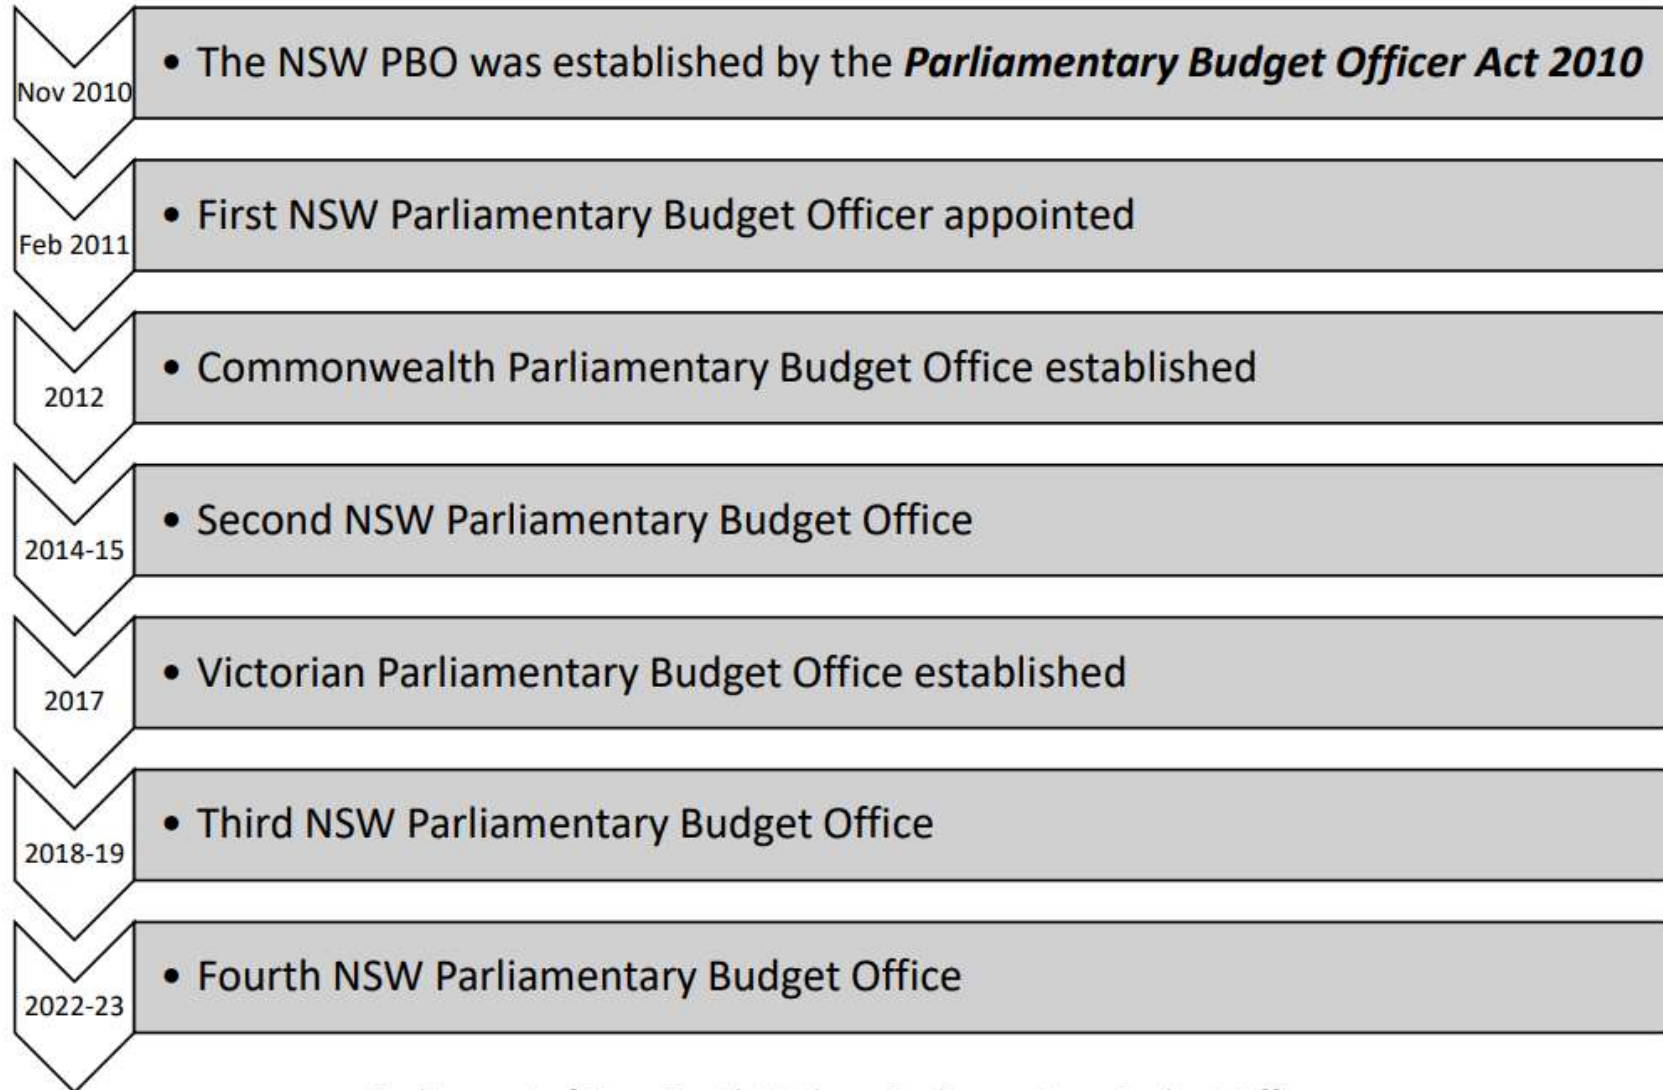 Nov 2010
• The NSW PBO was established by the Parliamentary Budget Officer Act 2010
Feb 2011
• First NSW Parliamentary Budget Officer appointed
2012
• Commonwealth Parliamentary Budget Office established
2014-15
• Second NSW Parliamentary Budget Office
2017
• Victorian Parliamentary Budget Office established
2018-19
• Third NSW Parliamentary Budget Office
2022-23
• Fourth NSW Parliamentary Budget Office